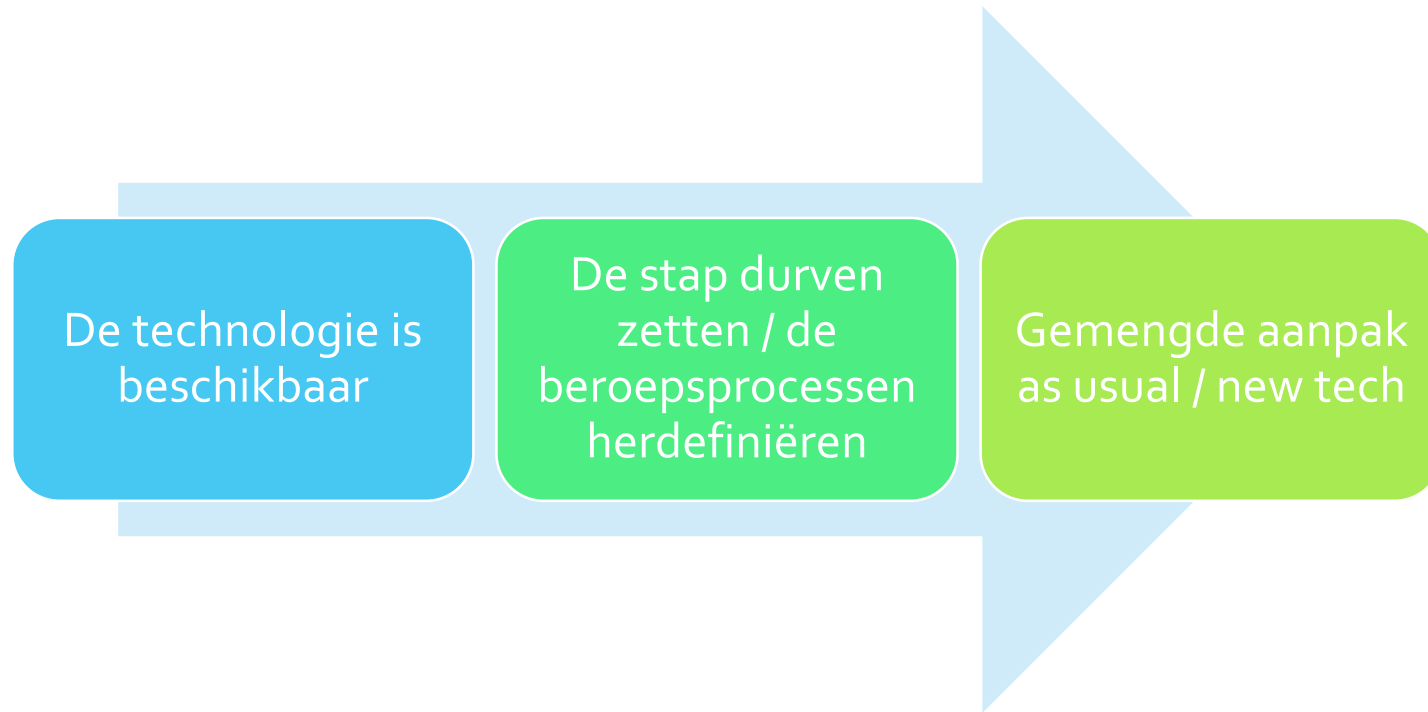 De technologie is
beschikbaar
De stap durven
zetten / de
beroepsprocessen
herdefiniëren
Gemengde aanpak
as usual / new tech